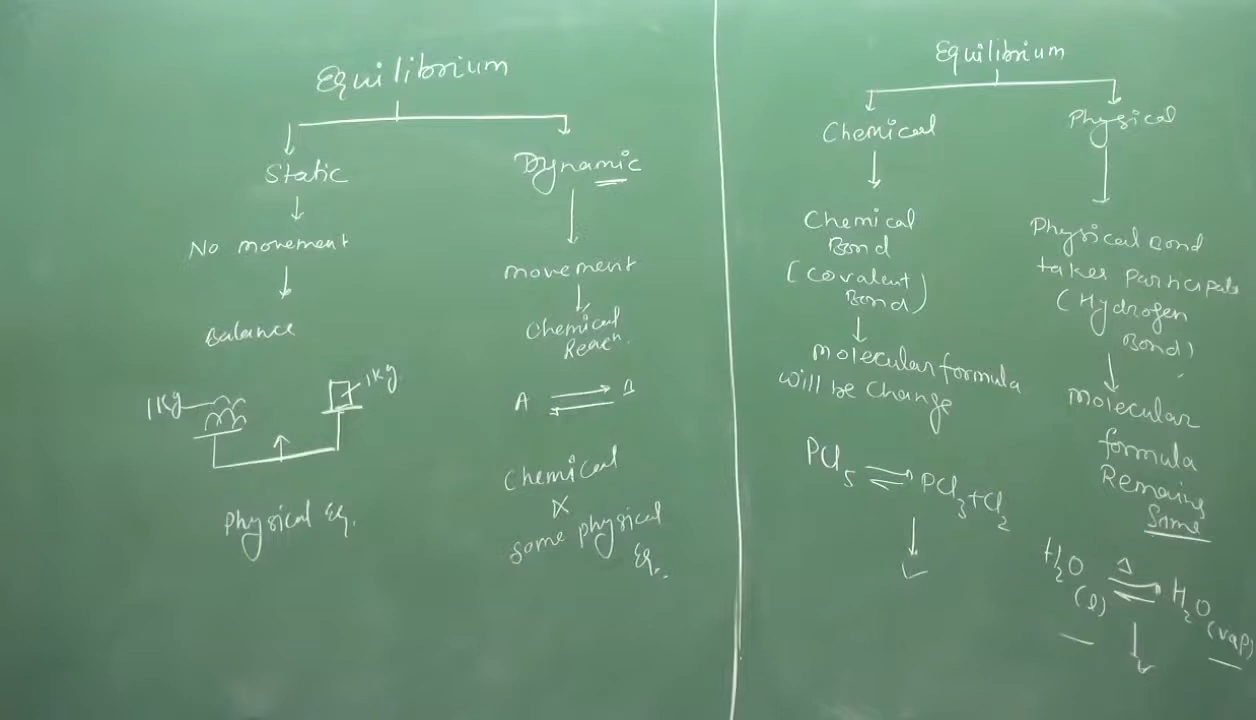 Equilibrium
Static
No movement
Balance
1Kg
1Kg
Physical Eq.
Dynamic
movement
Chemical
Reacn.
A ⇌ B
Chemical
&
some physical
Eq.
Equilibrium
Chemical
Chemical
Bond
(Covalent
Bond)
Molecular formula
will be change
PCl5 ⇌ PCl3 + Cl2
Physical
Physical Bond
takes participate
(Hydrogen
Bond)
Molecular
formula
Remains
Same
H2O ⇌ H2O
Δ
(l)
(vap)